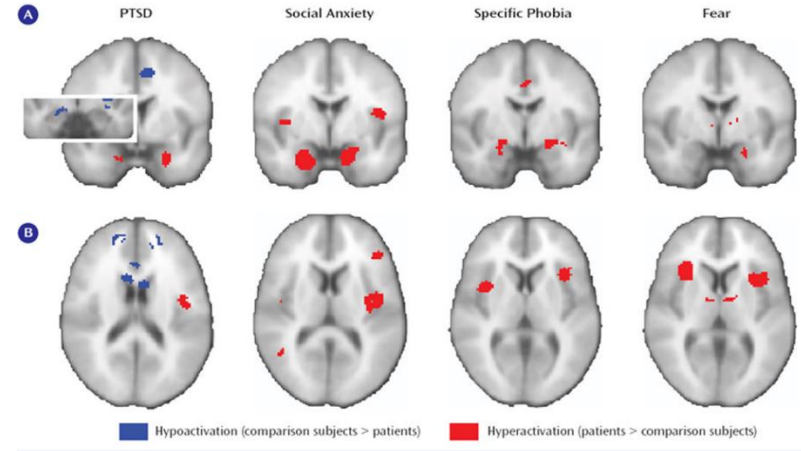 A
PTSD
Social Anxiety
Specific Phobia
Fear
B
Hypoactivation (comparison subjects > patients)
Hyperactivation (patients > comparison subjects)